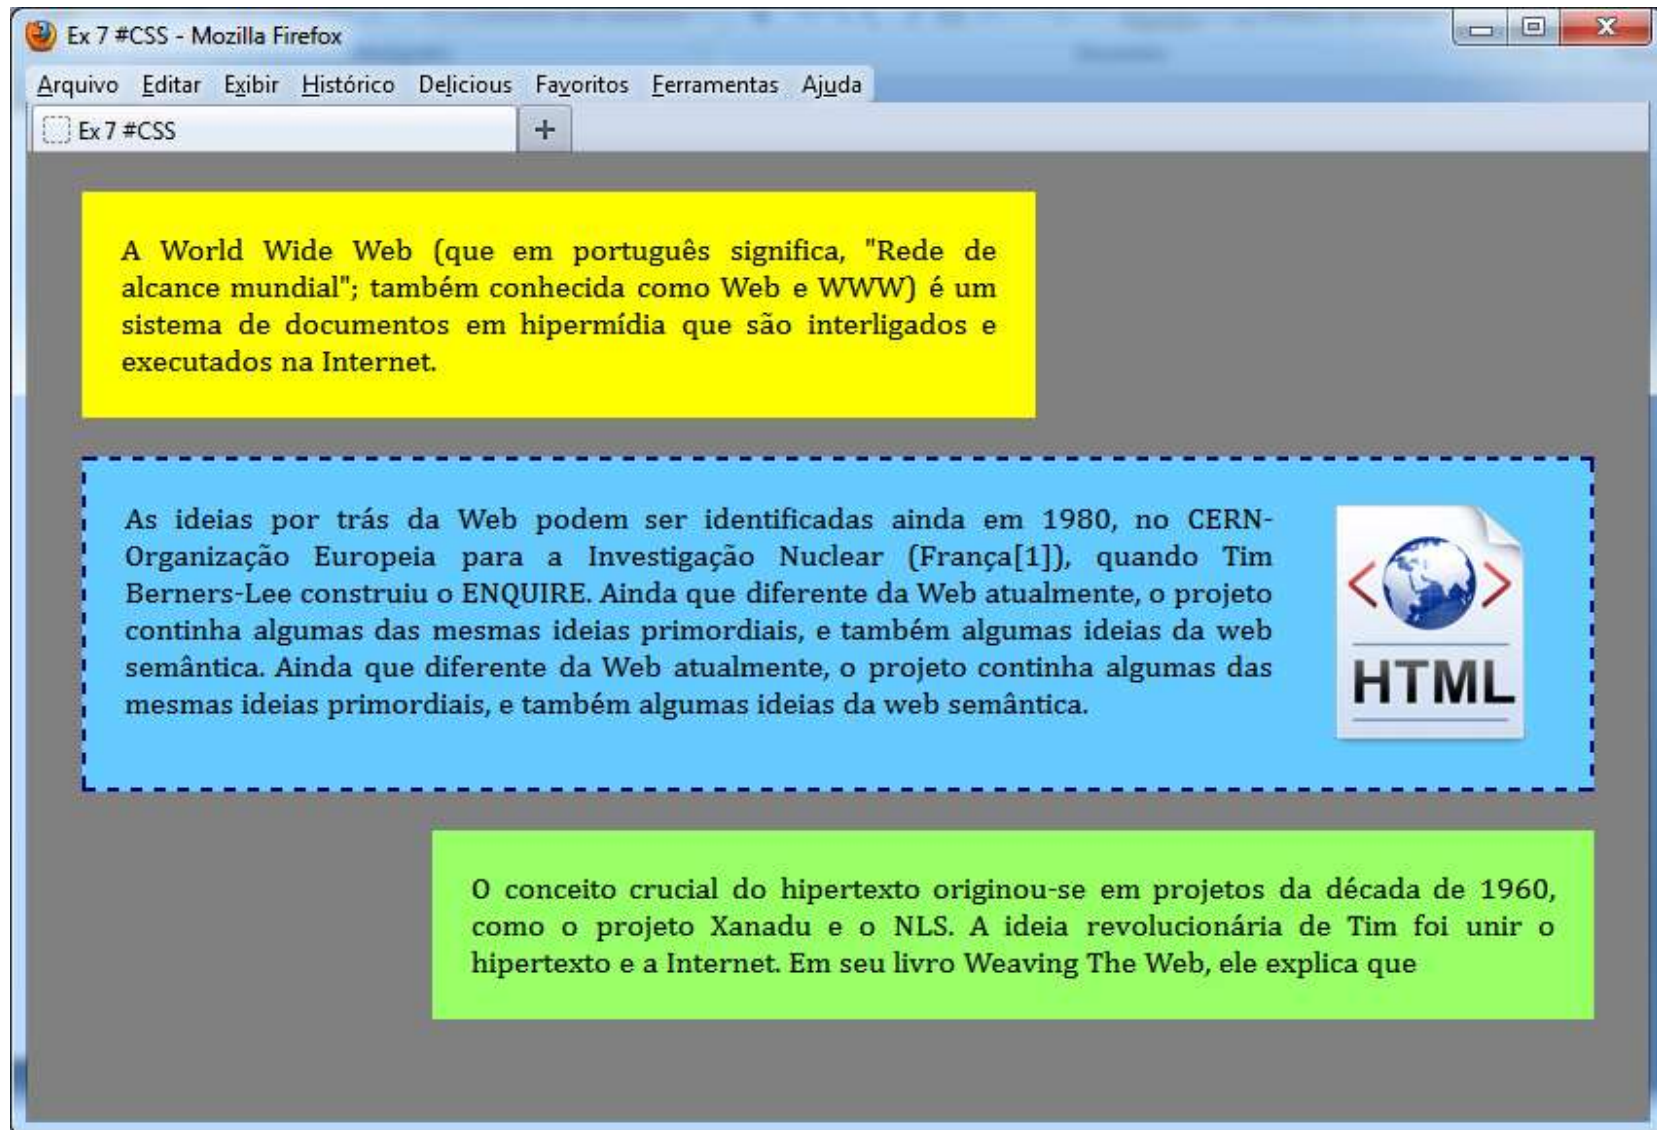 Ex 7 #CSS - Mozilla Firefox
Arquivo Editar Exibir Histórico Delicious Favoritos Ferramentas Ajuda
Ex 7 #CSS
A World Wide Web (que em português significa, "Rede de
alcance mundial"; também conhecida como Web e WWW) é um
sistema de documentos em hipermídia que são interligados e
executados na Internet.
As ideias por trás da Web podem ser identificadas ainda em 1980, no CERN-
Organização Europeia para a Investigação Nuclear (França[1]), quando Tim
Berners-Lee construiu o ENQUIRE. Ainda que diferente da Web atualmente, o projeto
continha algumas das mesmas ideias primordiais, e também algumas ideias da web
semântica. Ainda que diferente da Web atualmente, o projeto continha algumas das
mesmas ideias primordiais, e também algumas ideias da web semântica.
< >
HTML
O conceito crucial do hipertexto originou-se em projetos da década de 1960,
como o projeto Xanadu e o NLS. A ideia revolucionária de Tim foi unir o
hipertexto e a Internet. Em seu livro Weaving The Web, ele explica que